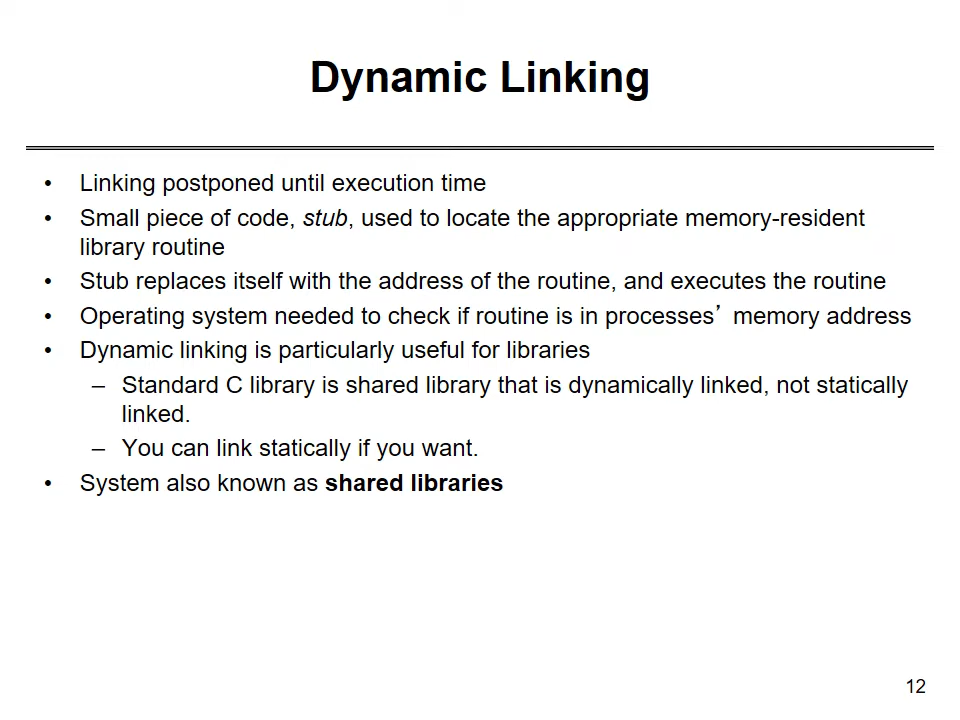 Dynamic Linking
• Linking postponed until execution time
• Small piece of code, stub, used to locate the appropriate memory-resident
library routine
• Stub replaces itself with the address of the routine, and executes the routine
• Operating system needed to check if routine is in processes’ memory address
• Dynamic linking is particularly useful for libraries
– Standard C library is shared library that is dynamically linked, not statically
linked.
– You can link statically if you want.
• System also known as shared libraries
12